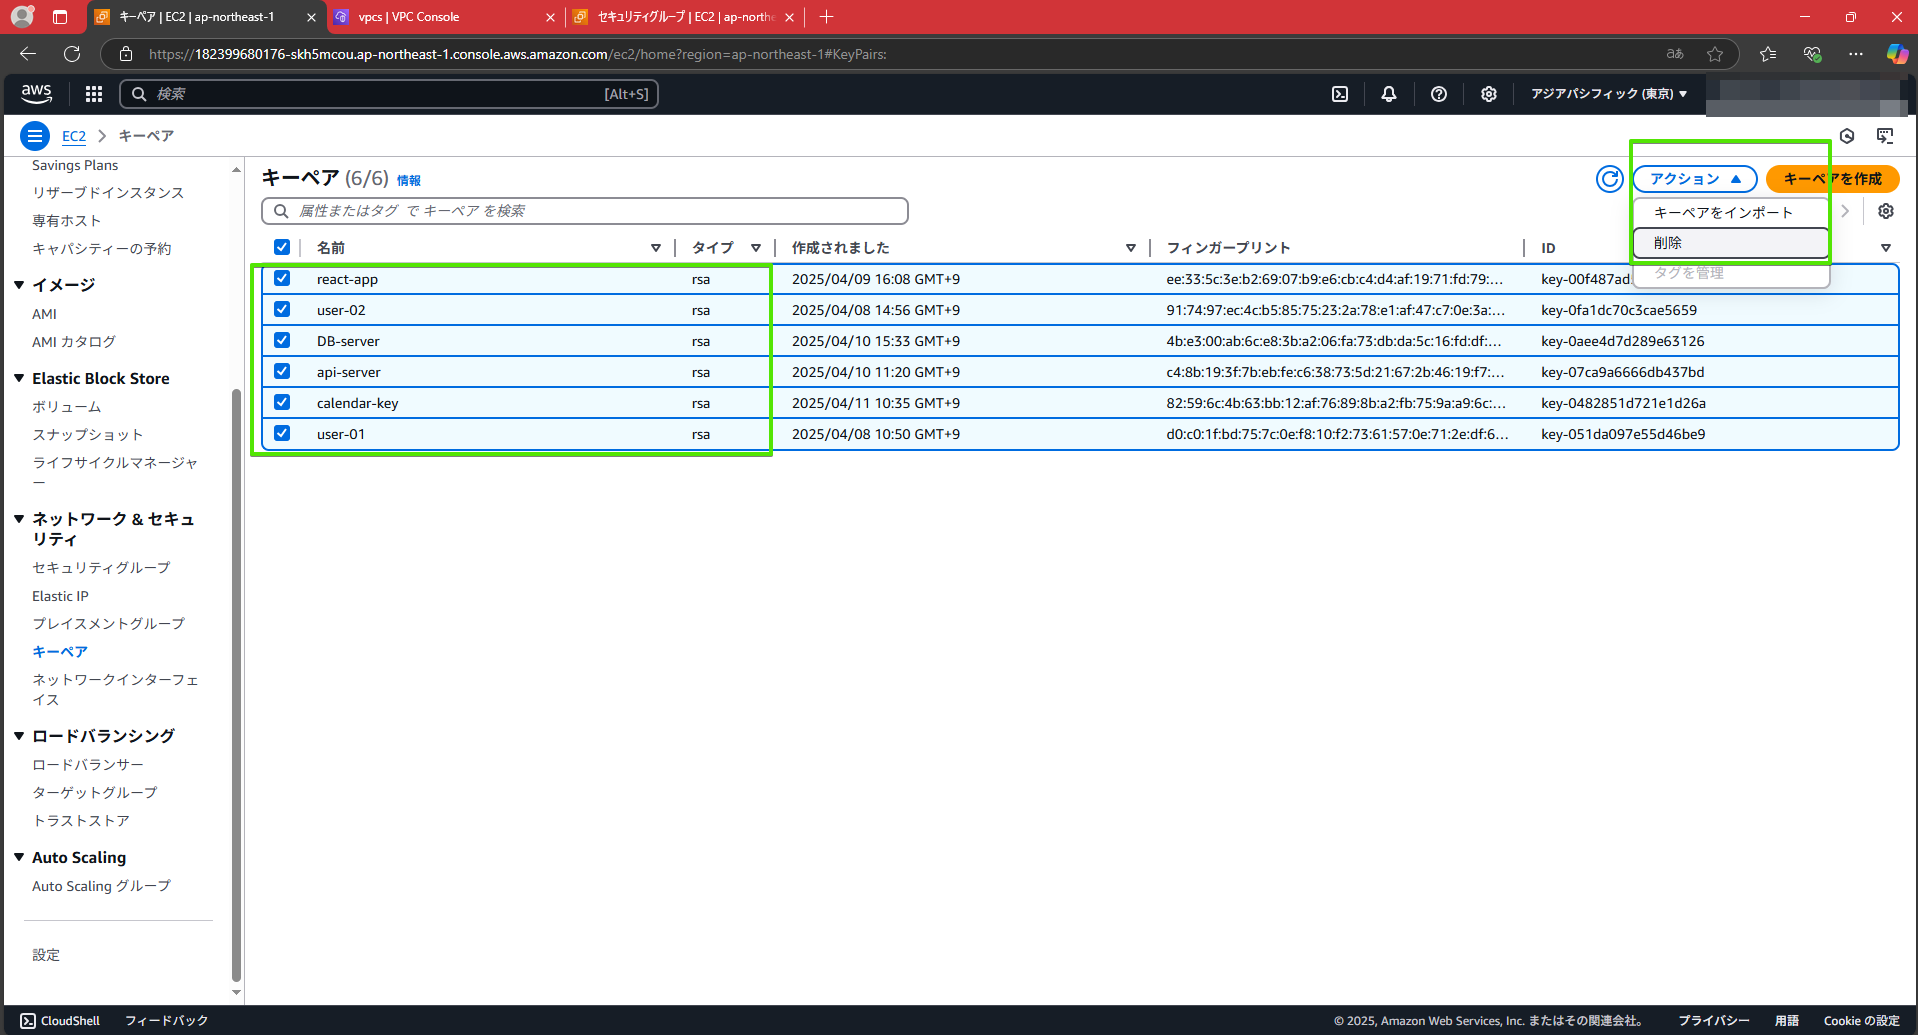 キーペア | EC2 | ap-northeast-1
vpcs | VPC Console
セキュリティグループ | EC2 | ap-northe
https://182399680176-skh5mcou.ap-northeast-1.console.aws.amazon.com/ec2/home?region=ap-northeast-1#KeyPairs:
aあ
aws
検索
[Alt+S]
アジアパシフィック (東京)
EC2
キーペア
Savings Plans
リザーブドインスタンス
専有ホスト
キャパシティーの予約
イメージ
AMI
AMI カタログ
Elastic Block Store
ボリューム
スナップショット
ライフサイクルマネージャ
ー
ネットワーク & セキュ
リティ
セキュリティグループ
Elastic IP
プレイスメントグループ
キーペア
ネットワークインターフェ
イス
ロードバランシング
ロードバランサー
ターゲットグループ
トラストストア
Auto Scaling
Auto Scaling グループ
設定
キーペア (6/6) 情報
アクション
キーペアを作成
属性またはタグ で キーペア を検索
キーペアをインポート
削除
タグを管理
名前 タイプ 作成されました フィンガープリント ID
react-app rsa 2025/04/09 16:08 GMT+9 ee:33:5c:3e:b2:69:07:b9:e6:cb:c4:d4:af:19:71:fd:79:... key-00f487ad
user-02 rsa 2025/04/08 14:56 GMT+9 91:74:97:ec:4c:b5:85:75:23:2a:78:e1:af:47:c7:0e:3a:... key-0fa1dc70c3cae5659
DB-server rsa 2025/04/10 15:33 GMT+9 4b:e3:00:ab:6c:e8:3b:a2:06:fa:73:db:da:5c:16:fd:df:... key-0aee4d7d289e63126
api-server rsa 2025/04/10 11:20 GMT+9 c4:8b:19:3f:7b:eb:fe:c6:38:73:5d:21:67:2b:46:19:f7:... key-07ca9a6666db437bd
calendar-key rsa 2025/04/11 10:35 GMT+9 82:59:6c:4b:63:bb:12:af:76:89:8b:a2:fb:75:9a:a9:6c:... key-0482851d721e1d26a
user-01 rsa 2025/04/08 10:50 GMT+9 d0:c0:1f:bd:75:7c:0e:f8:10:f2:73:61:57:0e:71:2e:df:6... key-051da097e55d46be9
CloudShell
フィードバック
© 2025, Amazon Web Services, Inc. またはその関連会社。
プライバシー
用語
Cookie の設定